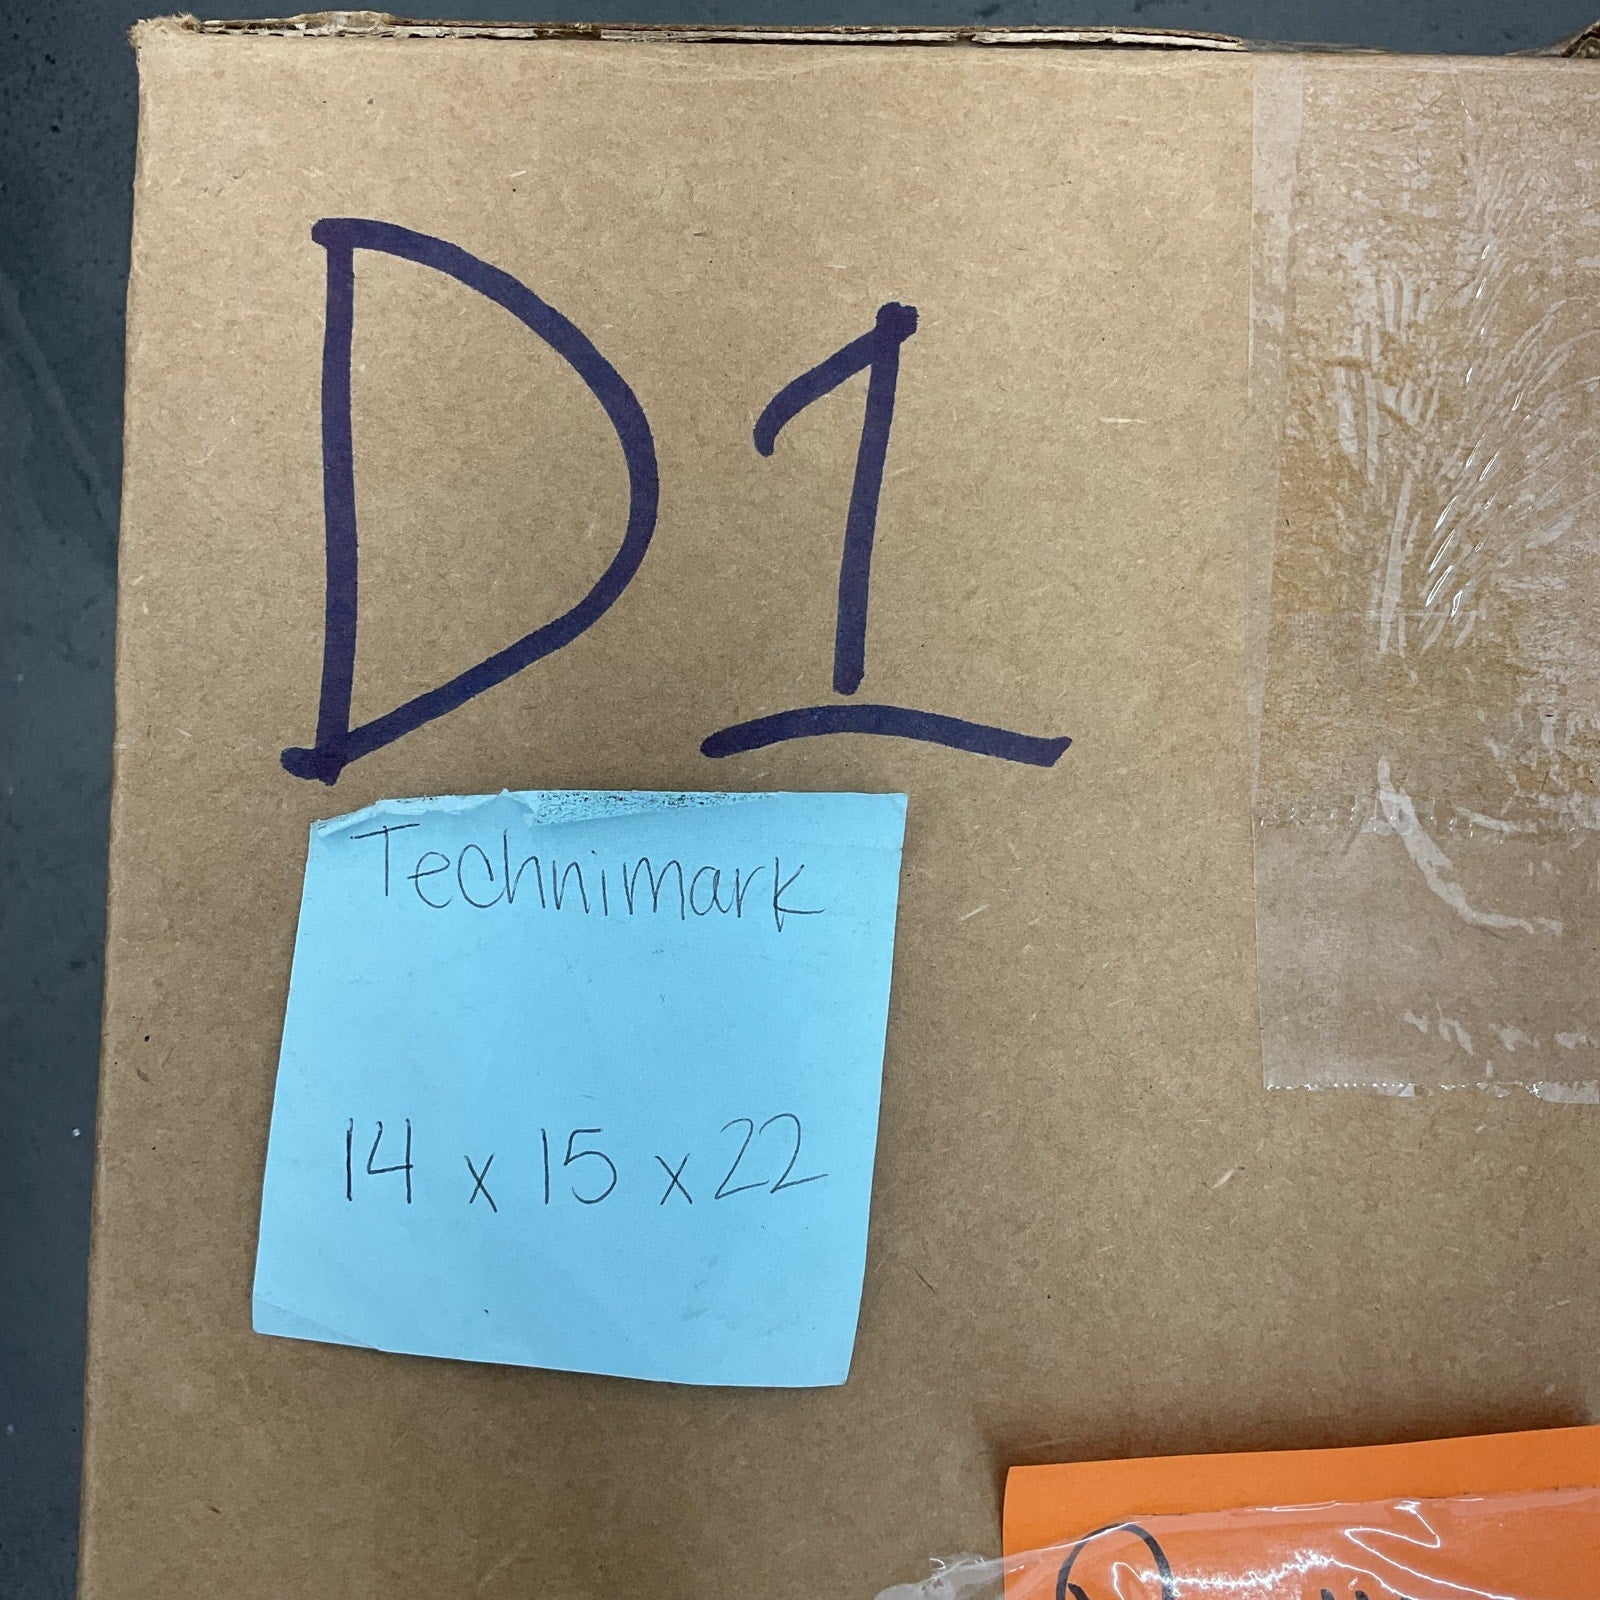 D1
Technimark
14 x 15 x 22